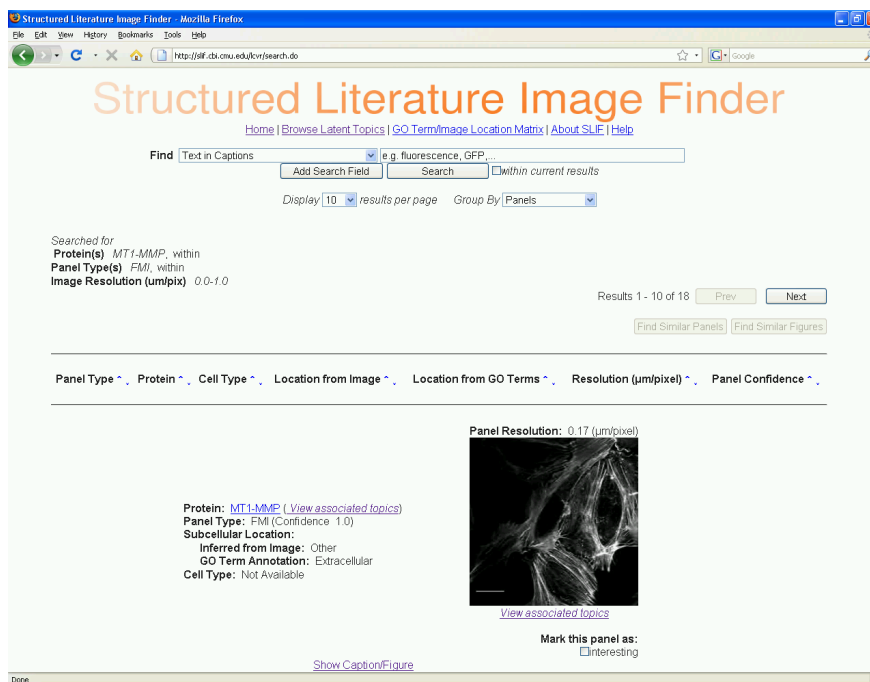 Structured Literature Image Finder - Mozilla Firefox
File Edit View History Bookmarks Tools Help
http://slif.cbi.cmu.edu/lcvr/search.do
G Google
Structured Literature Image Finder
Home | Browse Latent Topics | GO Term/Image Location Matrix | About SLIF | Help
Find Text in Captions e.g. fluorescence, GFP,...
Add Search Field Search within current results
Display 10 results per page Group By Panels
Searched for
Protein(s) MT1-MMP, within
Panel Type(s) FMI, within
Image Resolution (um/pix) 0.0-1.0
Results 1 - 10 of 18 Prev Next
Find Similar Panels Find Similar Figures
Panel Type Protein Cell Type Location from Image Location from GO Terms Resolution (µm/pixel) Panel Confidence
Panel Resolution: 0.17 (µm/pixel)
Protein: MT1-MMP ( View associated topics)
Panel Type: FMI (Confidence 1.0)
Subcellular Location:
Inferred from Image: Other
GO Term Annotation: Extracellular
Cell Type: Not Available
View associated topics
Mark this panel as:
interesting
Show Caption/Figure
Done